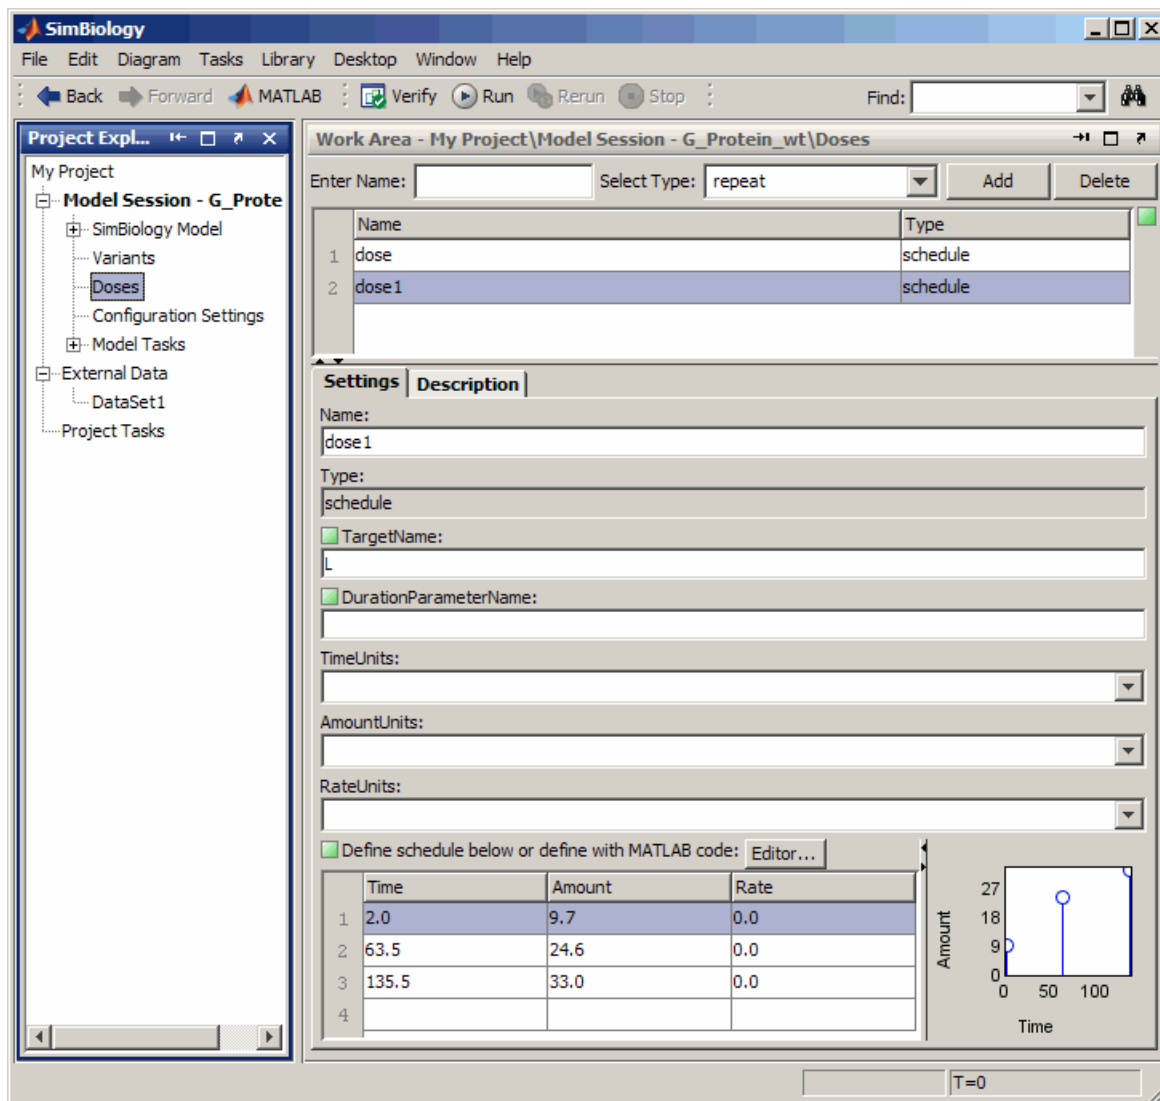 SimBiology
File Edit Diagram Tasks Library Desktop Window Help
Back Forward MATLAB Verify Run Rerun Stop Find:
Project Expl...
My Project
Model Session - G_Prote
SimBiology Model
Variants
Doses
Configuration Settings
Model Tasks
External Data
DataSet1
Project Tasks
Work Area - My Project\Model Session - G_Protein_wt\Doses
Enter Name: Select Type: repeat Add Delete
Name Type
1 dose schedule
2 dose1 schedule
Settings Description
Name:
dose1
Type:
schedule
TargetName:
L
DurationParameterName:
TimeUnits:
AmountUnits:
RateUnits:
Define schedule below or define with MATLAB code: Editor...
Time Amount Rate
1 2.0 9.7 0.0
2 63.5 24.6 0.0
3 135.5 33.0 0.0
4
Amount
27
18
9
0
0 50 100
Time
T=0